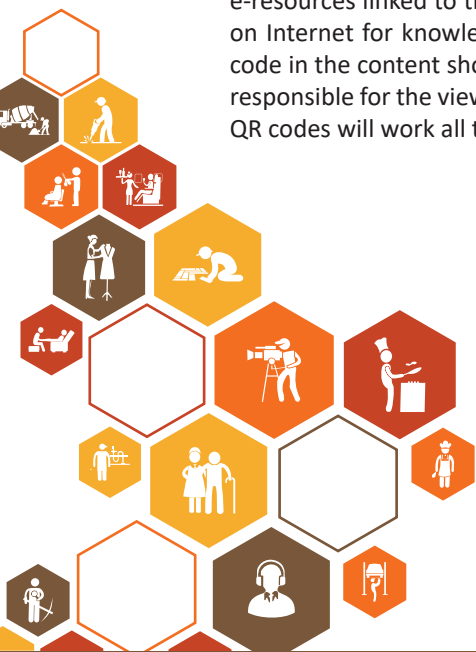 e-resources linked to th
on Internet for knowle
code in the content sho
responsible for the view
QR codes will work all t